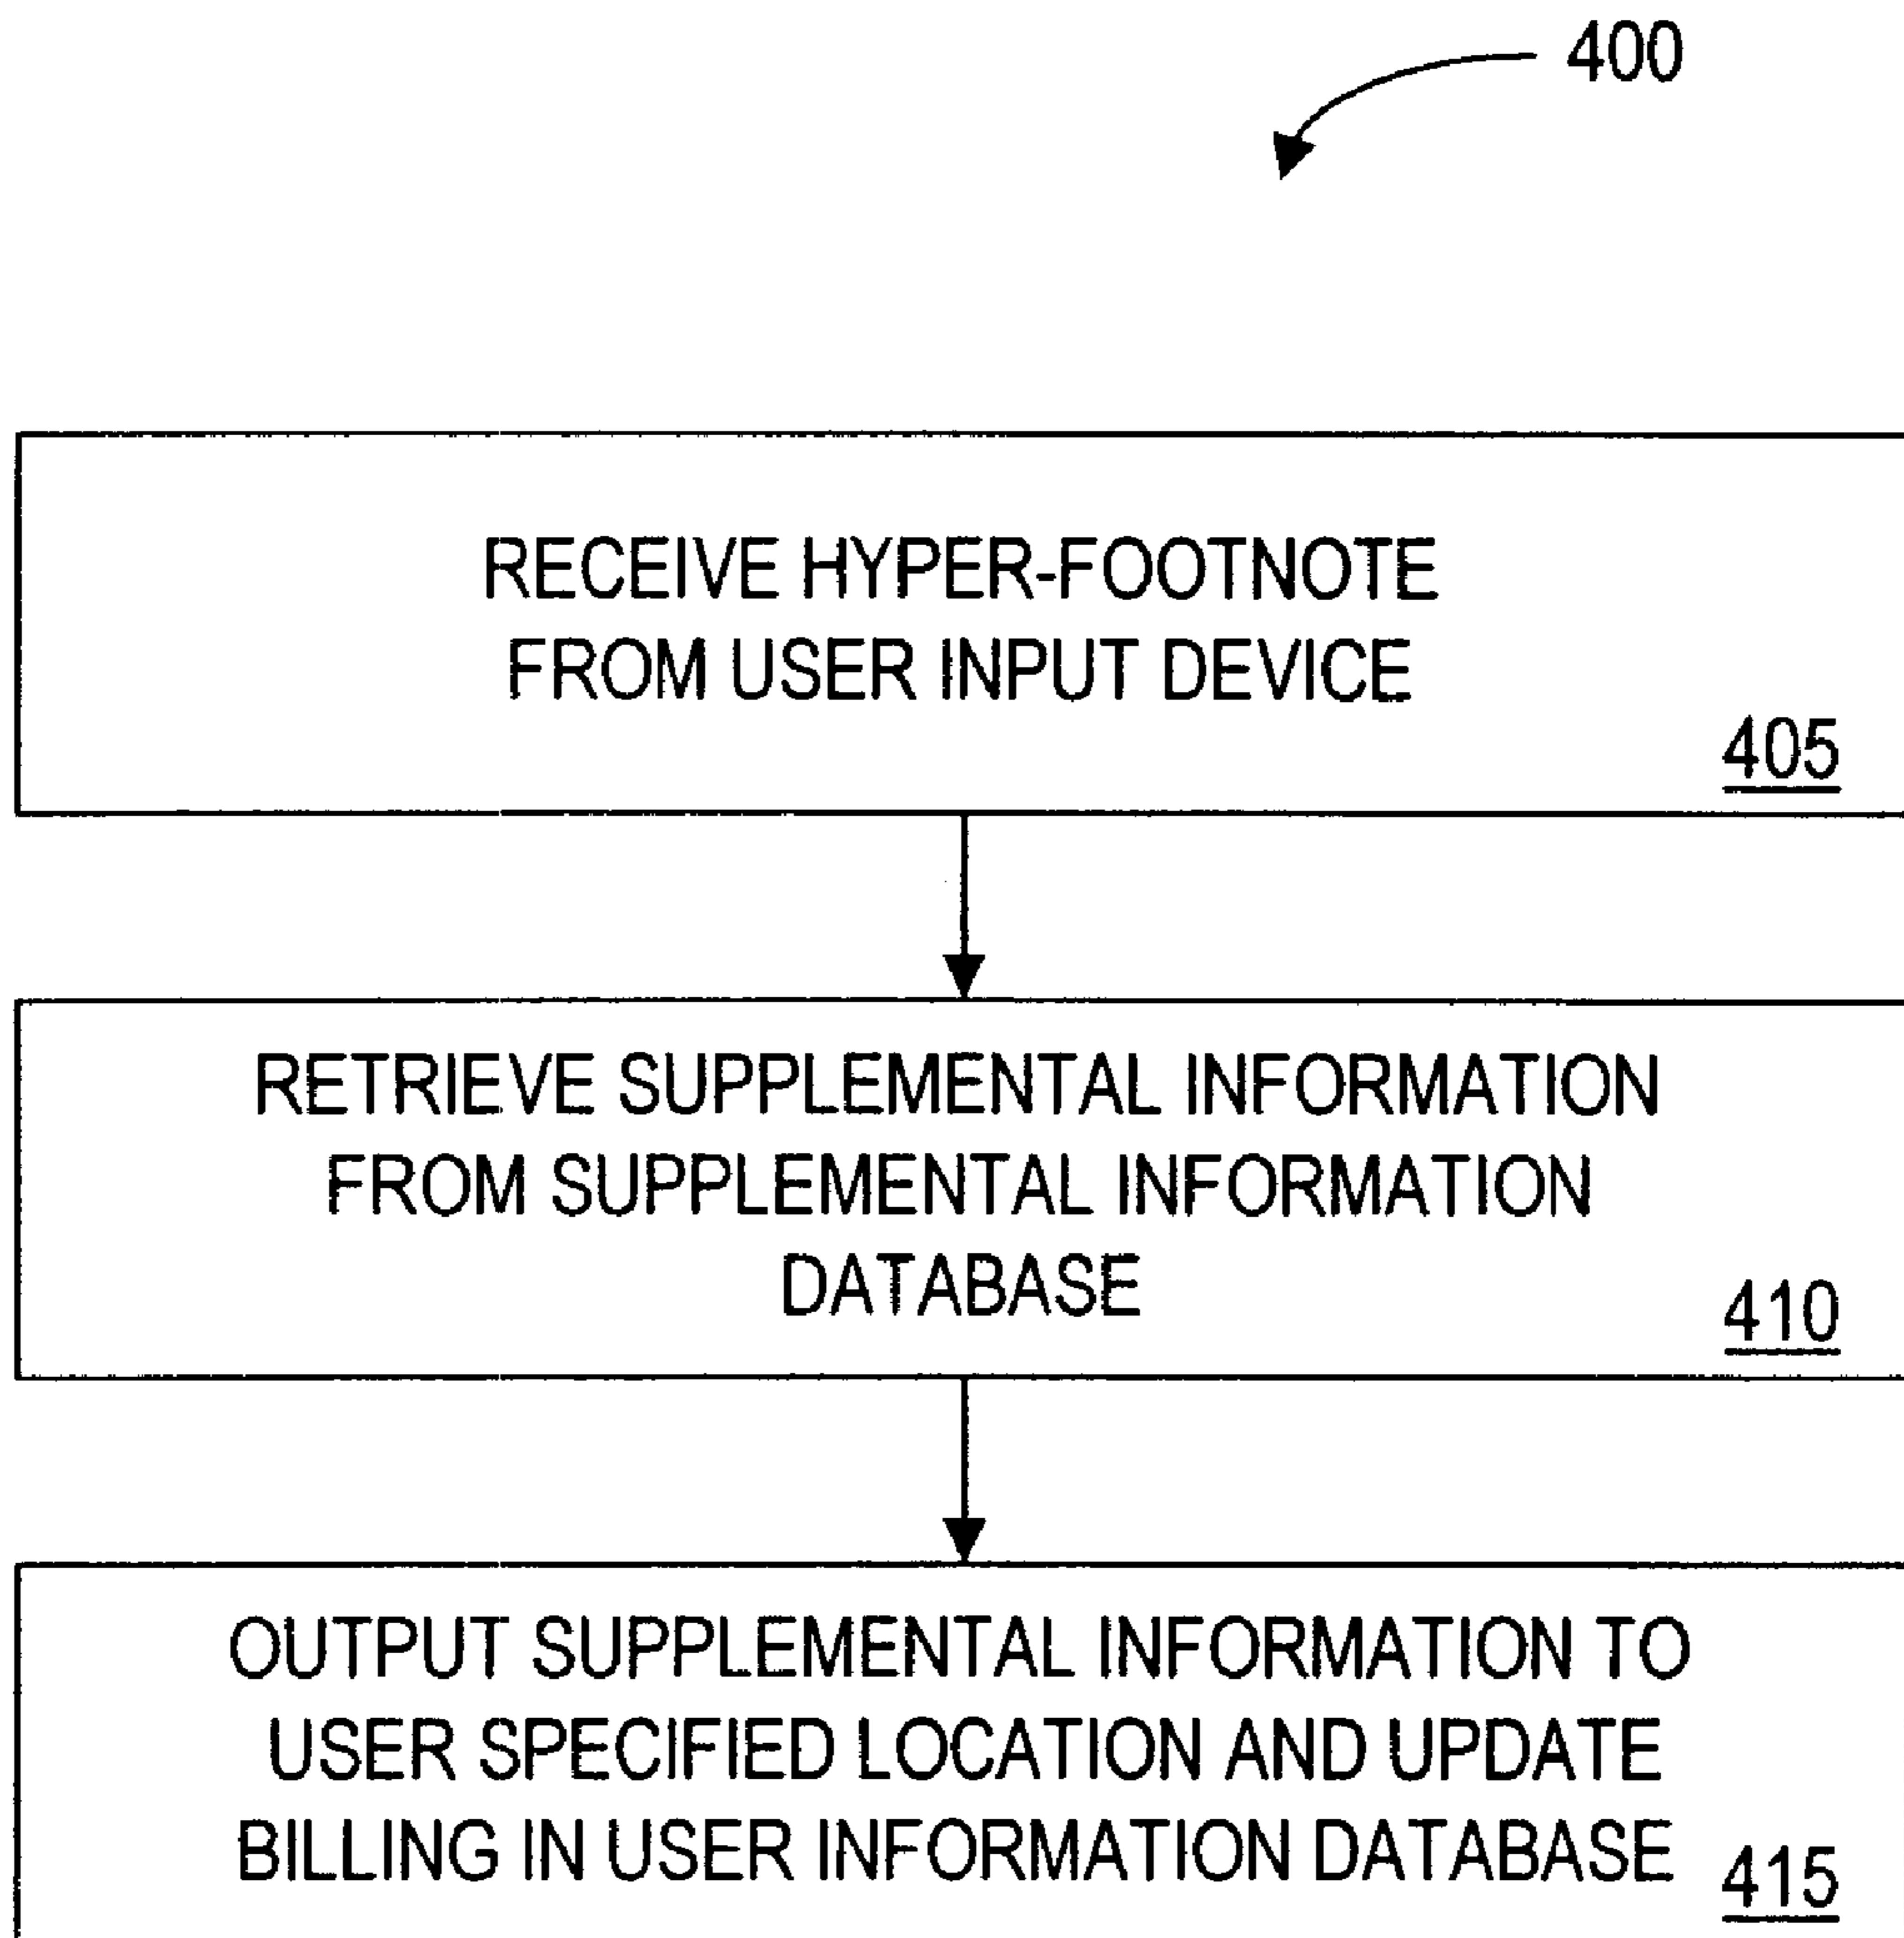 400
RECEIVE HYPER-FOOTNOTE
FROM USER INPUT DEVICE
405
RETRIEVE SUPPLEMENTAL INFORMATION
FROM SUPPLEMENTAL INFORMATION
DATABASE
410
OUTPUT SUPPLEMENTAL INFORMATION TO
USER SPECIFIED LOCATION AND UPDATE
BILLING IN USER INFORMATION DATABASE
415